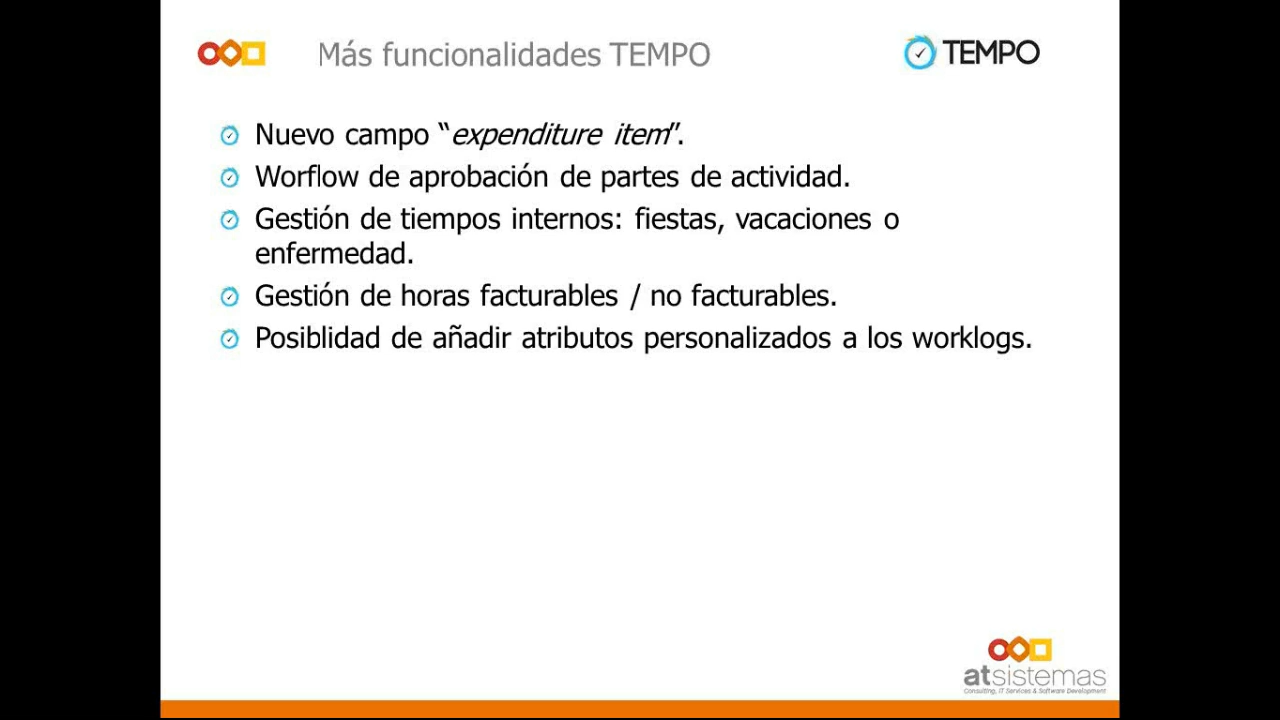 Más funcionalidades TEMPO
TEMPO
Nuevo campo “expenditure item”.
Worflow de aprobación de partes de actividad.
Gestión de tiempos internos: fiestas, vacaciones o
enfermedad.
Gestión de horas facturables / no facturables.
Posiblidad de añadir atributos personalizados a los worklogs.
atsistemas
Consulting, IT Services & Software Development